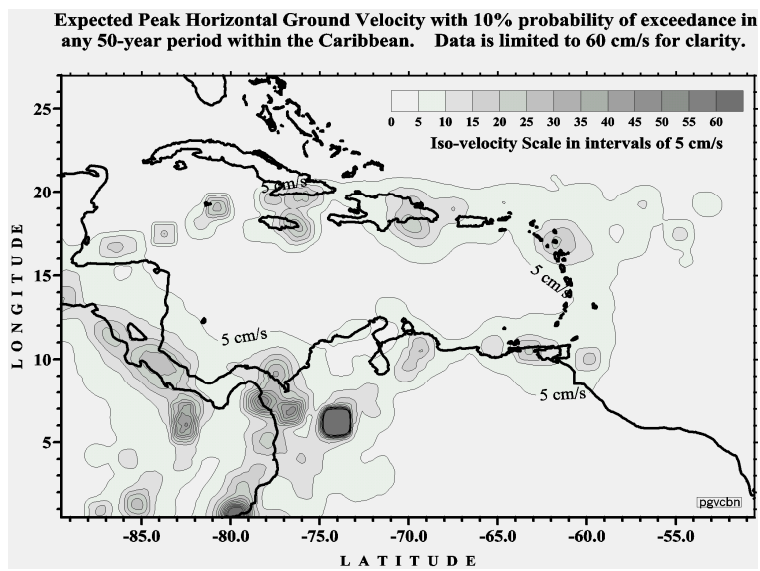 Expected Peak Horizontal Ground Velocity with 10% probability of exceedance in
any 50-year period within the Caribbean. Data is limited to 60 cm/s for clarity.
25
0 5 10 15 20 25 30 35 40 45 50 55 60
Iso-velocity Scale in intervals of 5 cm/s
5 cm/s
20
LONGITUDE
15
5 cm/s
5 cm/s
10
5 cm/s
5
pgvcbn
-85.0 -80.0 -75.0 -70.0 -65.0 -60.0 -55.0
LATITUDE